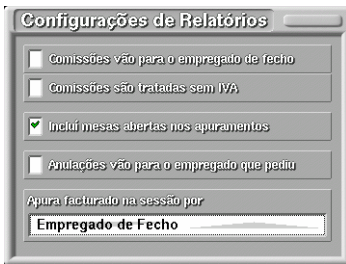 Configurações de Relatórios
Comissões vão para o empregado de fecho
Comissões são tratadas sem IVA
Inclui mesas abertas nos apuramentos
Anulações vão para o empregado que pediu
Apura facturado na sessão por
Empregado de Fecho